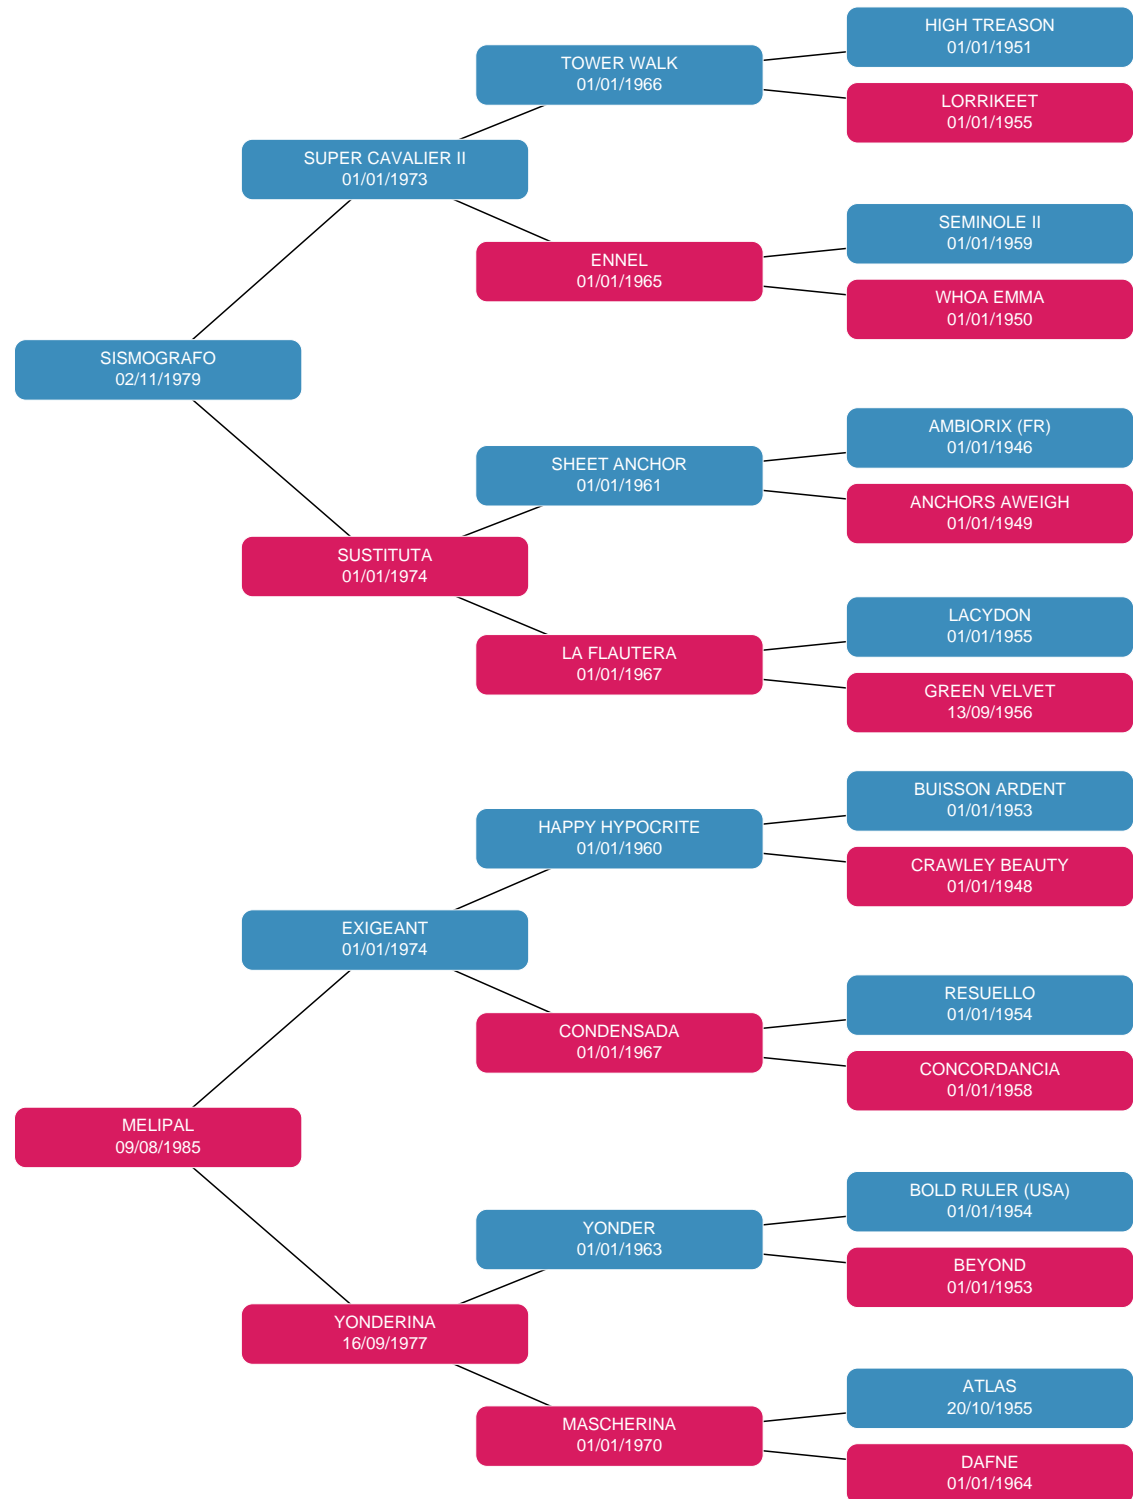 HIGH TREASON
01/01/1951
TOWER WALK
01/01/1966
LORRIKEET
01/01/1955
SUPER CAVALIER II
01/01/1973
SEMINOLE II
01/01/1959
ENNEL
01/01/1965
WHOA EMMA
01/01/1950
SISMOGRAFO
02/11/1979
AMBIORIX (FR)
01/01/1946
SHEET ANCHOR
01/01/1961
ANCHORS AWEIGH
01/01/1949
SUSTITUTA
01/01/1974
LACYDON
01/01/1955
LA FLAUTERA
01/01/1967
GREEN VELVET
13/09/1956
BUISSON ARDENT
01/01/1953
HAPPY HYPOCRITE
01/01/1960
CRAWLEY BEAUTY
01/01/1948
EXIGEANT
01/01/1974
RESUELLO
01/01/1954
CONDENSADA
01/01/1967
CONCORDANCIA
01/01/1958
MELIPAL
09/08/1985
BOLD RULER (USA)
01/01/1954
YONDER
01/01/1963
BEYOND
01/01/1953
YONDERINA
16/09/1977
ATLAS
20/10/1955
MASCHERINA
01/01/1970
DAFNE
01/01/1964